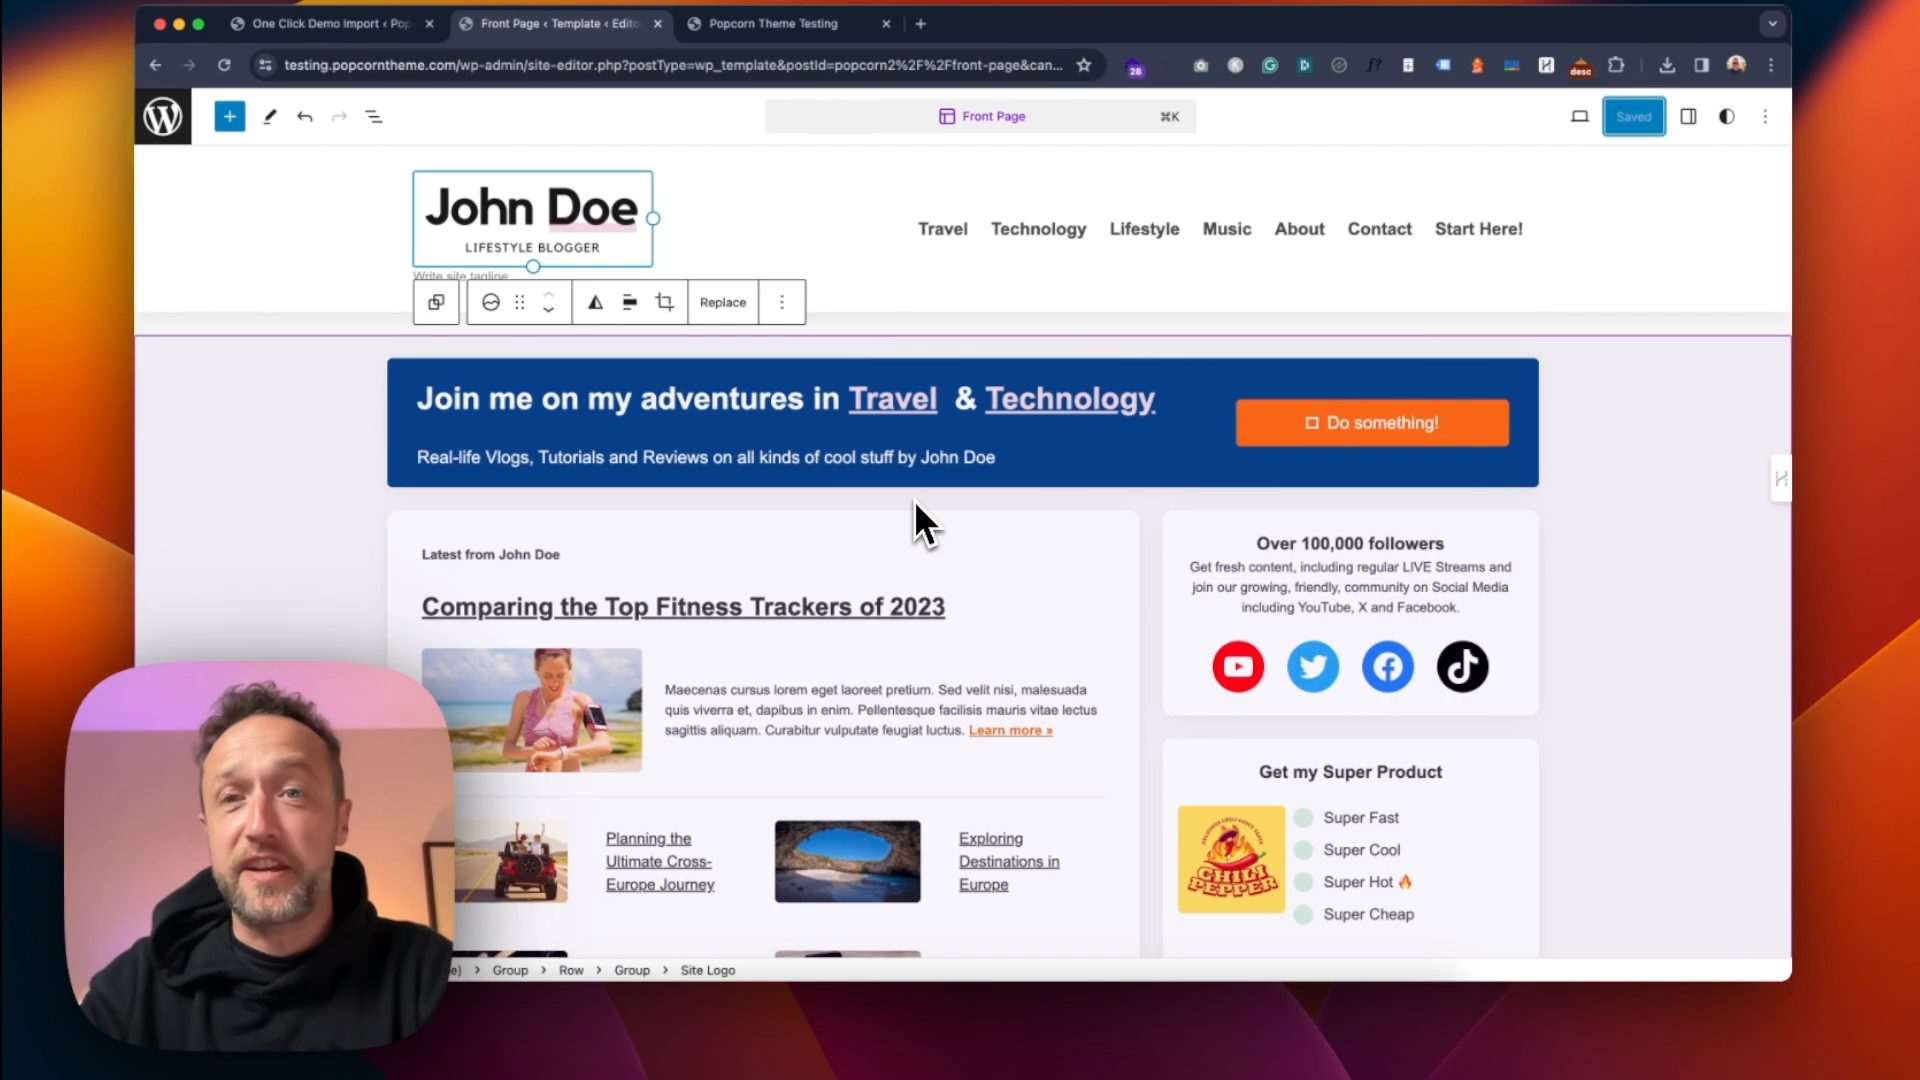 One Click Demo Import ‹ Pop
Front Page ‹ Template ‹ Edito
Popcorn Theme Testing
testing.popcorntheme.com/wp-admin/site-editor.php?postType=wp_template&postId=popcorn2%2F%2Ffront-page&can...
28
desc
Front Page
⌘K
Saved
John Doe
LIFESTYLE BLOGGER
Write site tagline
Travel
Technology
Lifestyle
Music
About
Contact
Start Here!
Replace
Join me on my adventures in Travel & Technology
Real-life Vlogs, Tutorials and Reviews on all kinds of cool stuff by John Doe
Do something!
Latest from John Doe
Comparing the Top Fitness Trackers of 2023
Maecenas cursus lorem eget laoreet pretium. Sed velit nisi, malesuada
quis viverra et, dapibus in enim. Pellentesque facilisis mauris vitae lectus
sagittis aliquam. Curabitur vulputate feugiat luctus. Learn more »
Planning the
Ultimate Cross-
Europe Journey
Exploring
Destinations in
Europe
Over 100,000 followers
Get fresh content, including regular LIVE Streams and
join our growing, friendly, community on Social Media
including YouTube, X and Facebook.
Get my Super Product
CHILI
PEPPER
Super Fast
Super Cool
Super Hot 🔥
Super Cheap
e) › Group › Row › Group › Site Logo